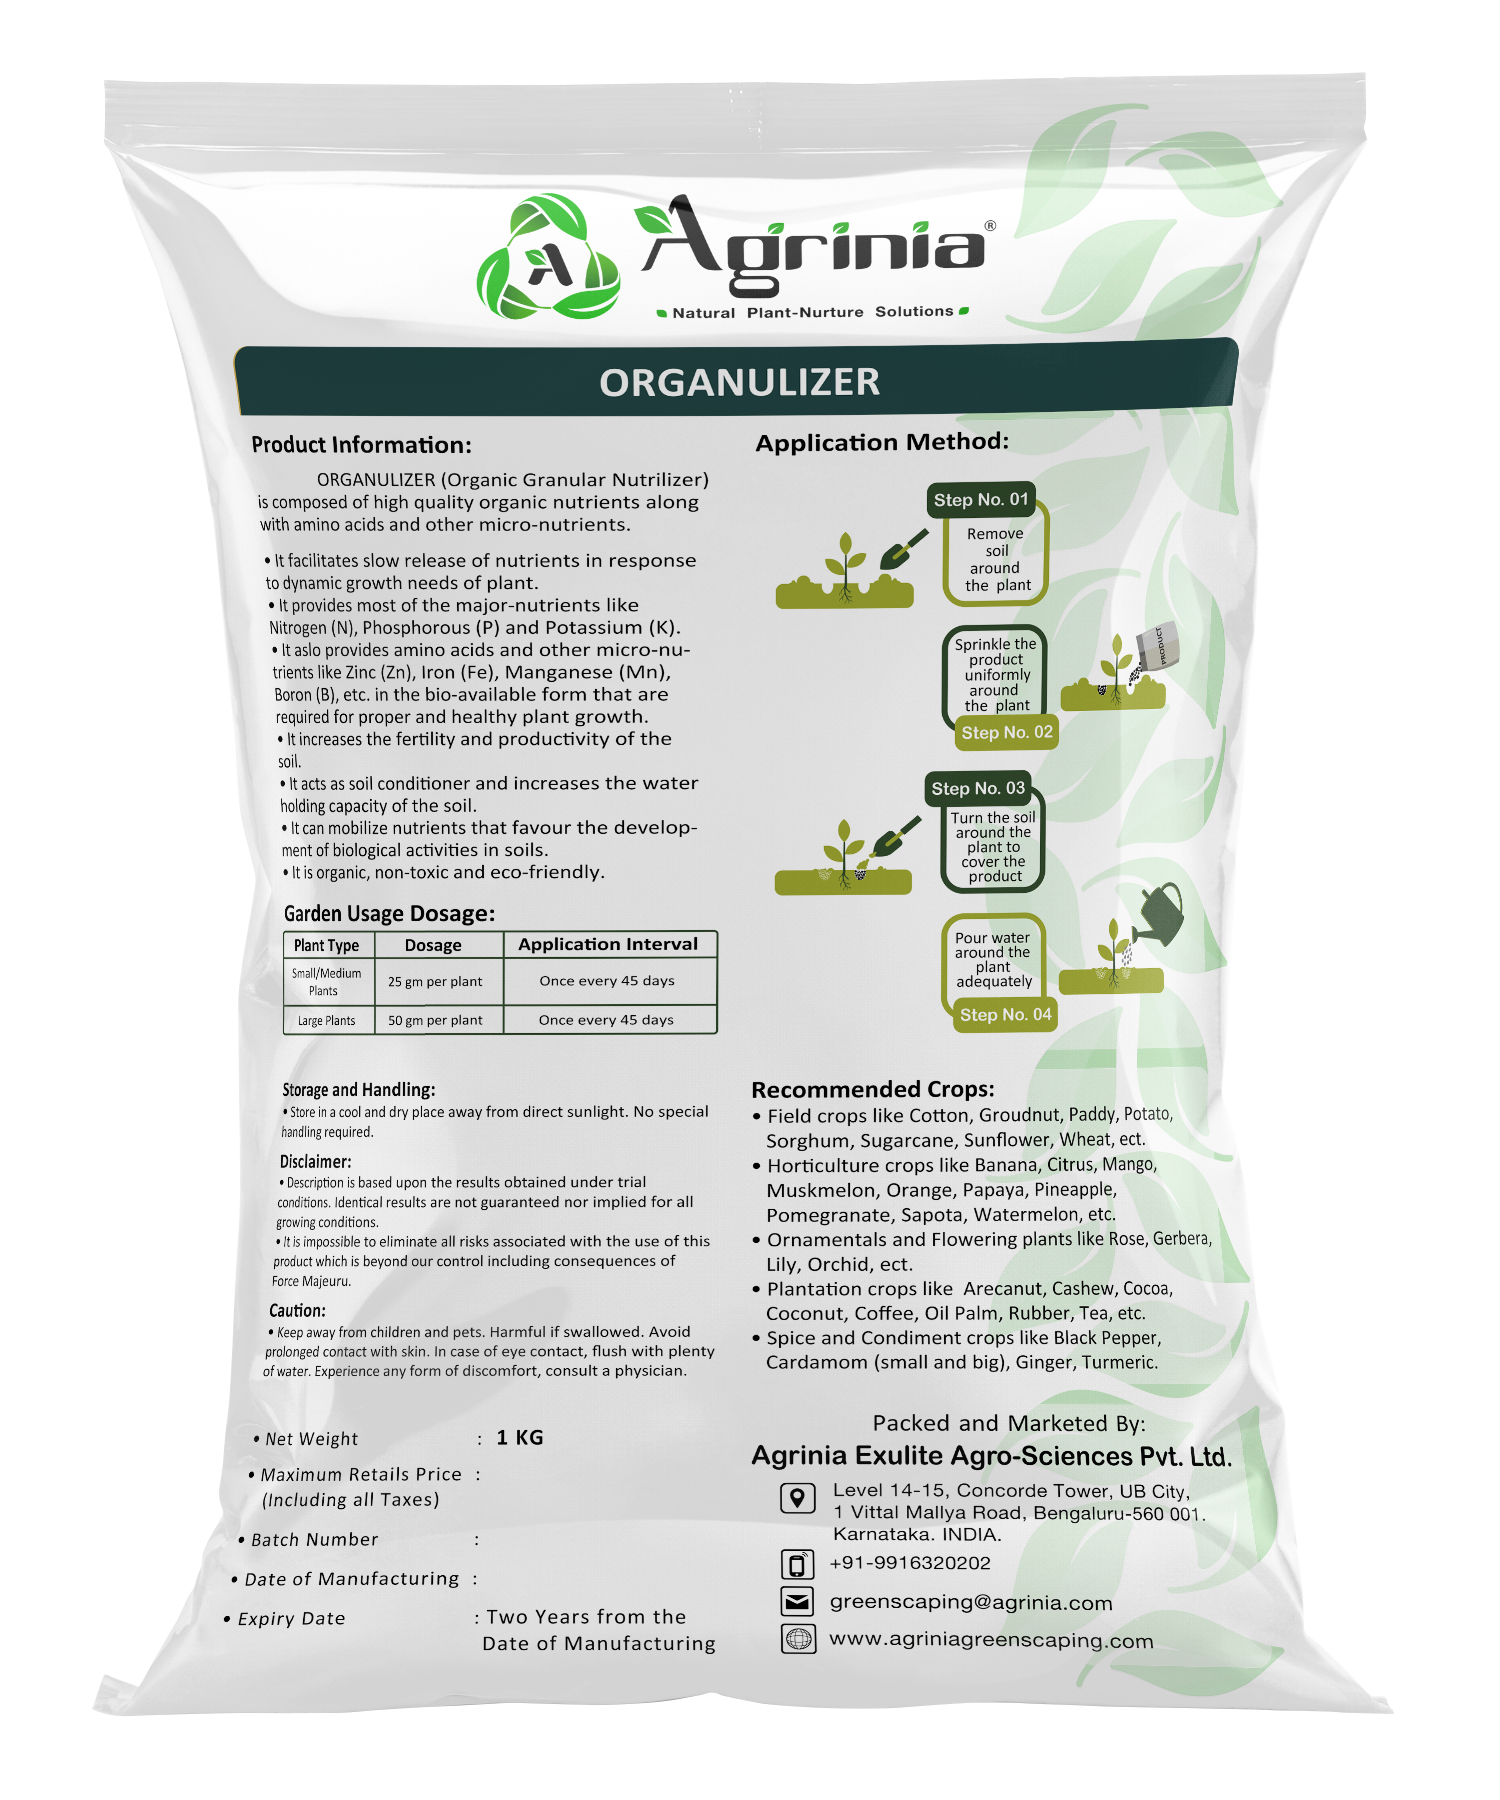 A
Agrinia®
Natural Plant-Nurture Solutions
ORGANULIZER
Product Information:
ORGANULIZER (Organic Granular Nutrilizer)
is composed of high quality organic nutrients along
with amino acids and other micro-nutrients.
• It facilitates slow release of nutrients in response
to dynamic growth needs of plant.
• It provides most of the major-nutrients like
Nitrogen (N), Phosphorous (P) and Potassium (K).
• It aslo provides amino acids and other micro-nu-
trients like Zinc (Zn), Iron (Fe), Manganese (Mn),
Boron (B), etc. in the bio-available form that are
required for proper and healthy plant growth.
• It increases the fertility and productivity of the
soil.
• It acts as soil conditioner and increases the water
holding capacity of the soil.
• It can mobilize nutrients that favour the develop-
ment of biological activities in soils.
• It is organic, non-toxic and eco-friendly.
Garden Usage Dosage:
Plant Type Dosage Application Interval
Small/Medium
Plants
25 gm per plant Once every 45 days
Large Plants 50 gm per plant Once every 45 days
Storage and Handling:
• Store in a cool and dry place away from direct sunlight. No special
handling required.
Disclaimer:
• Description is based upon the results obtained under trial
conditions. Identical results are not guaranteed nor implied for all
growing conditions.
• It is impossible to eliminate all risks associated with the use of this
product which is beyond our control including consequences of
Force Majeuru.
Caution:
• Keep away from children and pets. Harmful if swallowed. Avoid
prolonged contact with skin. In case of eye contact, flush with plenty
of water. Experience any form of discomfort, consult a physician.
• Net Weight : 1 KG
• Maximum Retails Price :
(Including all Taxes)
• Batch Number :
• Date of Manufacturing :
• Expiry Date : Two Years from the
Date of Manufacturing
Application Method:
Step No. 01
Remove
soil
around
the plant
Sprinkle the
product
uniformly
around
the plant
Step No. 02
PRODUCT
Step No. 03
Turn the soil
around the
plant to
cover the
product
Pour water
around the
plant
adequately
Step No. 04
Recommended Crops:
• Field crops like Cotton, Groudnut, Paddy, Potato,
Sorghum, Sugarcane, Sunflower, Wheat, ect.
• Horticulture crops like Banana, Citrus, Mango,
Muskmelon, Orange, Papaya, Pineapple,
Pomegranate, Sapota, Watermelon, etc.
• Ornamentals and Flowering plants like Rose, Gerbera,
Lily, Orchid, ect.
• Plantation crops like Arecanut, Cashew, Cocoa,
Coconut, Coffee, Oil Palm, Rubber, Tea, etc.
• Spice and Condiment crops like Black Pepper,
Cardamom (small and big), Ginger, Turmeric.
Packed and Marketed By:
Agrinia Exulite Agro-Sciences Pvt. Ltd.
Level 14-15, Concorde Tower, UB City,
1 Vittal Mallya Road, Bengaluru-560 001.
Karnataka. INDIA.
+91-9916320202
greenscaping@agrinia.com
www.agriniagreenscaping.com